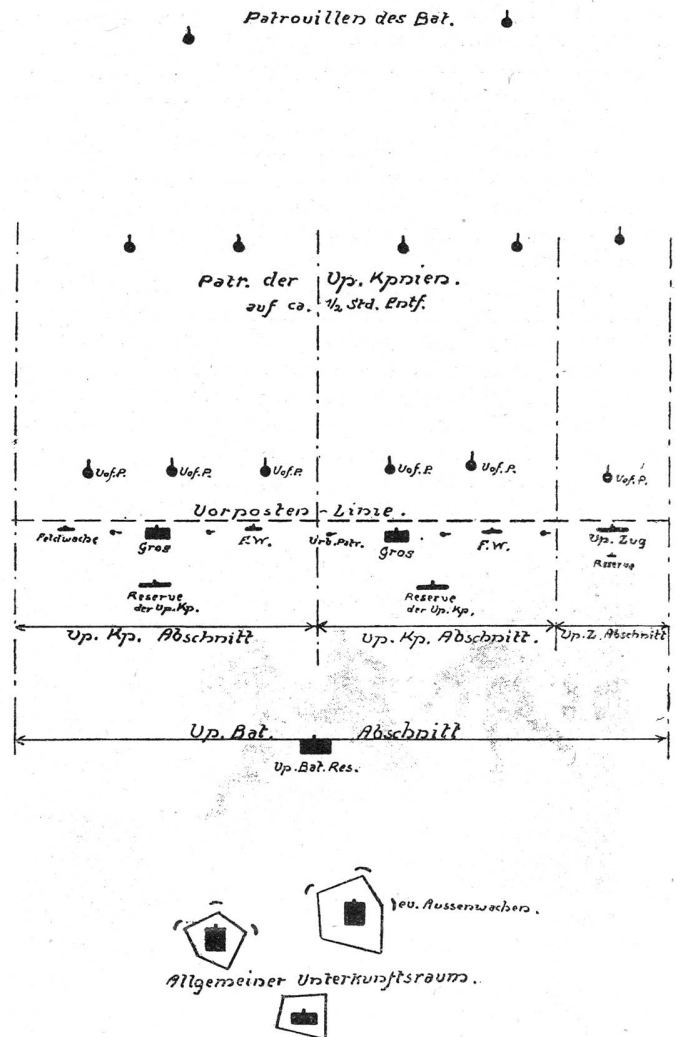 Patrouillen des Bat.
Patr. der Vp. Kpnien.
auf ca. 1/2 Std. Entf.
Uof.P. Uof.P. Uof.P. Uof.P. Uof.P. Uof.P.
Vorposten-Linie.
Feldwache Gros F.W. Vrb.Patr. Gros F.W. Vp. Zug
Reserve
Reserve
der Vp. Kp.
Reserve
der Vp. Kp.
Vp. Kp. Abschnitt Vp. Kp. Abschnitt. Vp. Z. Abschnitt
Vp. Bat. Abschnitt
Vp. Bat. Res.
ev. Aussenwachen.
Allgemeiner Unterkunftsraum.